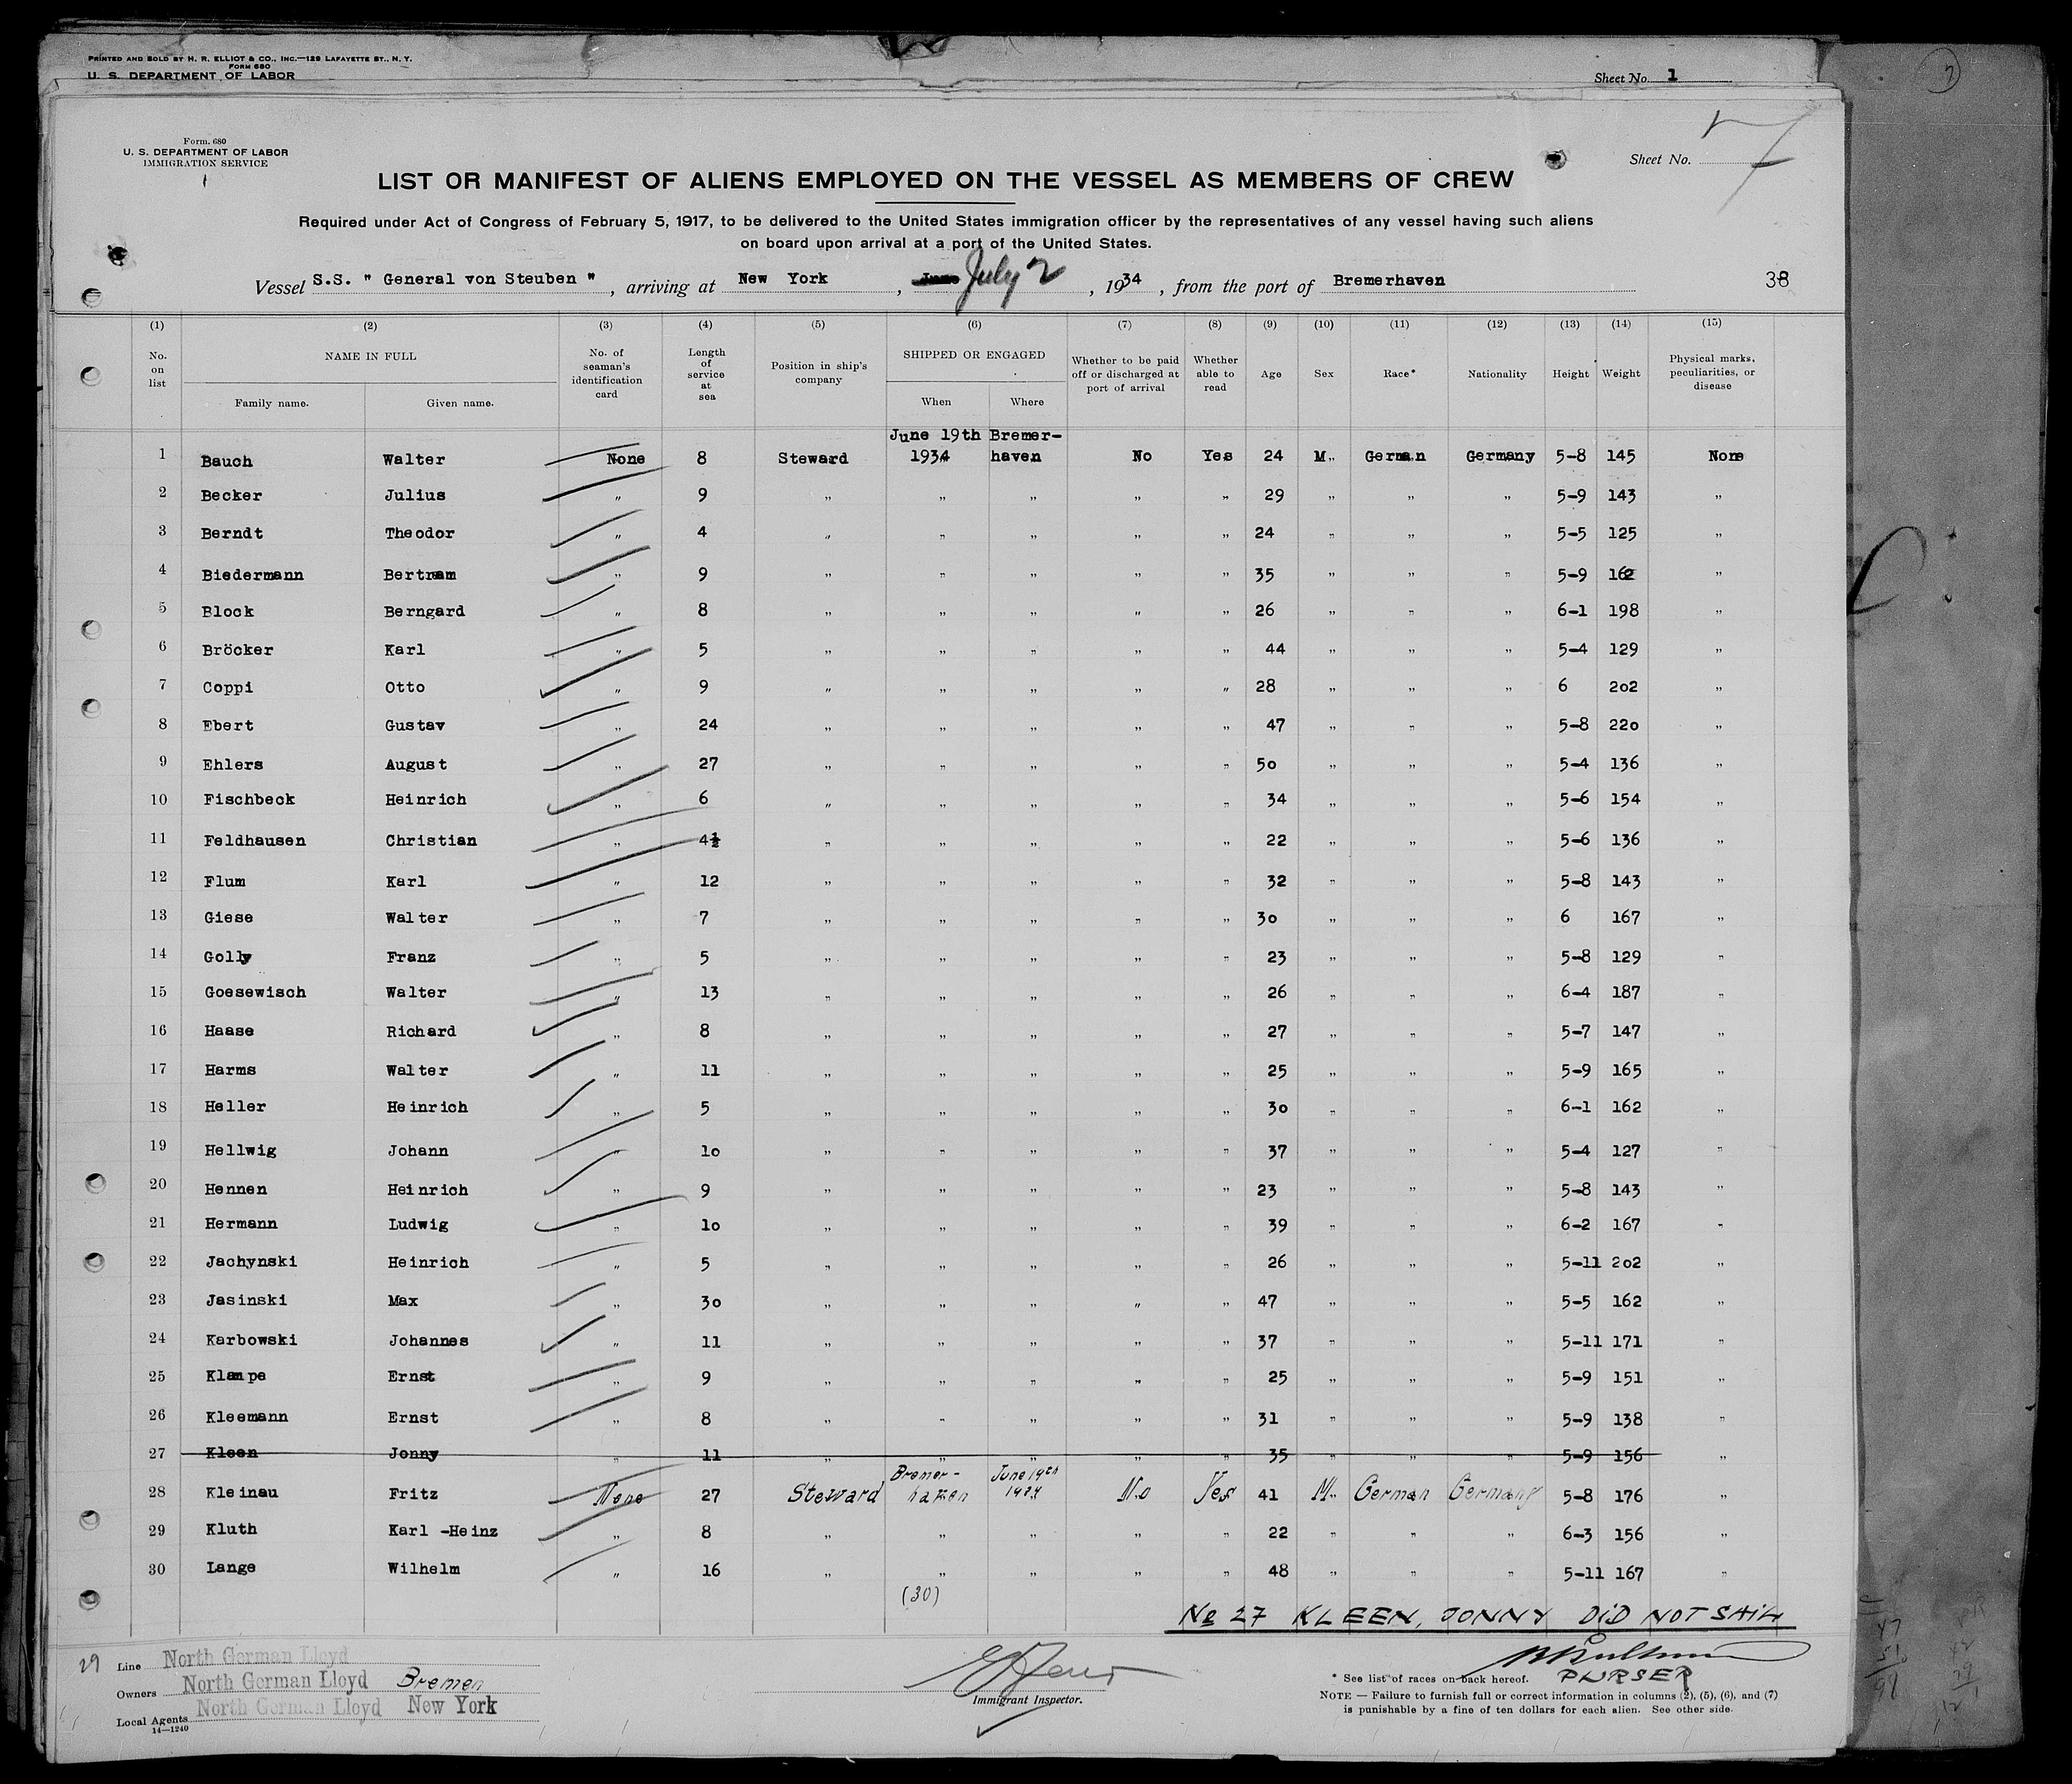 PRINTED AND SOLD BY H. R. ELLIOT & CO., INC.—129 LAFAYETTE ST., N. Y.
FORM 680
U. S. DEPARTMENT OF LABOR
Sheet No. 1
Form 680
U. S. DEPARTMENT OF LABOR
IMMIGRATION SERVICE
Sheet No.
LIST OR MANIFEST OF ALIENS EMPLOYED ON THE VESSEL AS MEMBERS OF CREW
Required under Act of Congress of February 5, 1917, to be delivered to the United States immigration officer by the representatives of any vessel having such aliens
on board upon arrival at a port of the United States.
Vessel S.S. " General von Steuben ", arriving at New York, June July 2, 1934, from the port of Bremerhaven 38
(1) (2) (3) (4) (5) (6) (7) (8) (9) (10) (11) (12) (13) (14) (15)
No. on list NAME IN FULL Family name. Given name. No. of seaman's identification card Length of service at sea Position in ship's company SHIPPED OR ENGAGED When Where Whether to be paid off or discharged at port of arrival Whether able to read Age Sex Race* Nationality Height Weight Physical marks, peculiarities, or disease
June 19th Bremer-
1 Bauch Walter None 8 Steward 1934 haven No Yes 24 M. German Germany 5-8 145 None
2 Becker Julius " 9 " " " " " 29 " " " 5-9 143 "
3 Berndt Theodor " 4 " " " " " 24 " " " 5-5 125 "
4 Biedermann Bertram " 9 " " " " " 35 " " " 5-9 162 "
5 Block Berngard " 8 " " " " " 26 " " " 6-1 198 "
6 Bröcker Karl " 5 " " " " " 44 " " " 5-4 129 "
7 Coppi Otto " 9 " " " " " 28 " " " 6 202 "
8 Ebert Gustav " 24 " " " " " 47 " " " 5-8 220 "
9 Ehlers August " 27 " " " " " 50 " " " 5-4 136 "
10 Fischbeck Heinrich " 6 " " " " " 34 " " " 5-6 154 "
11 Feldhausen Christian " 4½ " " " " " 22 " " " 5-6 136 "
12 Flum Karl " 12 " " " " " 32 " " " 5-8 143 "
13 Giese Walter " 7 " " " " " 30 " " " 6 167 "
14 Golly Franz " 5 " " " " " 23 " " " 5-8 129 "
15 Goesewisch Walter " 13 " " " " " 26 " " " 6-4 187 "
16 Haase Richard " 8 " " " " " 27 " " " 5-7 147 "
17 Harms Walter " 11 " " " " " 25 " " " 5-9 165 "
18 Heller Heinrich " 5 " " " " " 30 " " " 6-1 162 "
19 Hellwig Johann " 10 " " " " " 37 " " " 5-4 127 "
20 Hennen Heinrich " 9 " " " " " 23 " " " 5-8 143 "
21 Hermann Ludwig " 10 " " " " " 39 " " " 6-2 167 "
22 Jachynski Heinrich " 5 " " " " " 26 " " " 5-11 202 "
23 Jasinski Max " 30 " " " " " 47 " " " 5-5 162 "
24 Karbowski Johannes " 11 " " " " " 37 " " " 5-11 171 "
25 Klampe Ernst " 9 " " " " " 25 " " " 5-9 151 "
26 Kleemann Ernst " 8 " " " " " 31 " " " 5-9 138 "
27 Kleen Jonny " 11 " " " " " 35 " " " 5-9 156 "
Bremer- June 19th
28 Kleinau Fritz None 27 Steward haven 1934 No Yes 41 M. German Germany 5-8 176 "
29 Kluth Karl-Heinz " 8 " " " " " 22 " " " 6-3 156 "
30 Lange Wilhelm " 16 " " " " " 48 " " " 5-11 167 "
(30)
No 27 KLEEN, JONNY DID NOT SAIL
29 Line North German Lloyd
Owners North German Lloyd Bremen
Local Agents North German Lloyd New York
14—1240
Immigrant Inspector.
PURSER
* See list of races on back hereof.
NOTE — Failure to furnish full or correct information in columns (2), (5), (6), and (7)
is punishable by a fine of ten dollars for each alien. See other side.